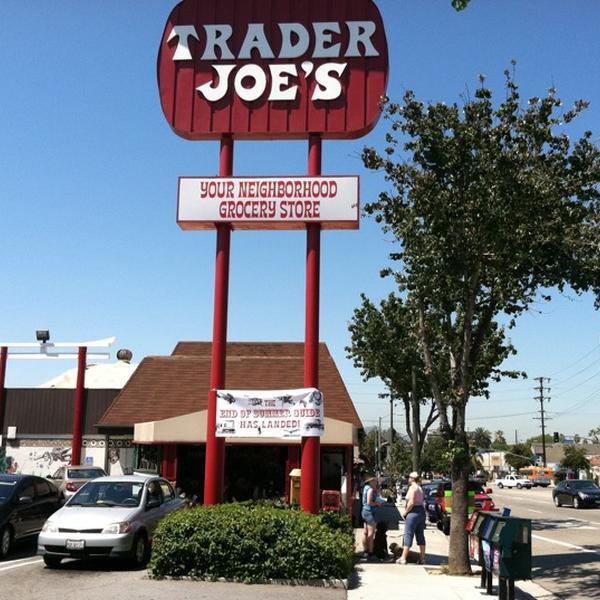 TRADER
JOE'S
YOUR NEIGHBORHOOD
GROCERY STORE
THE
END OF SUMMER GUIDE
HAS LANDED!